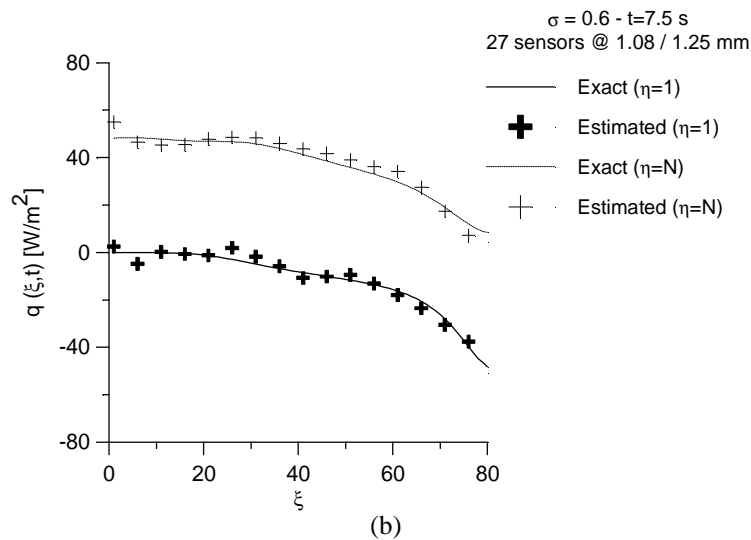 σ = 0.6 - t=7.5 s
27 sensors @ 1.08 / 1.25 mm
Exact (η=1)
Estimated (η=1)
Exact (η=N)
Estimated (η=N)
q (ξ,t) [W/m²]
80
40
0
-40
-80
0 20 40 60 80
ξ
(b)